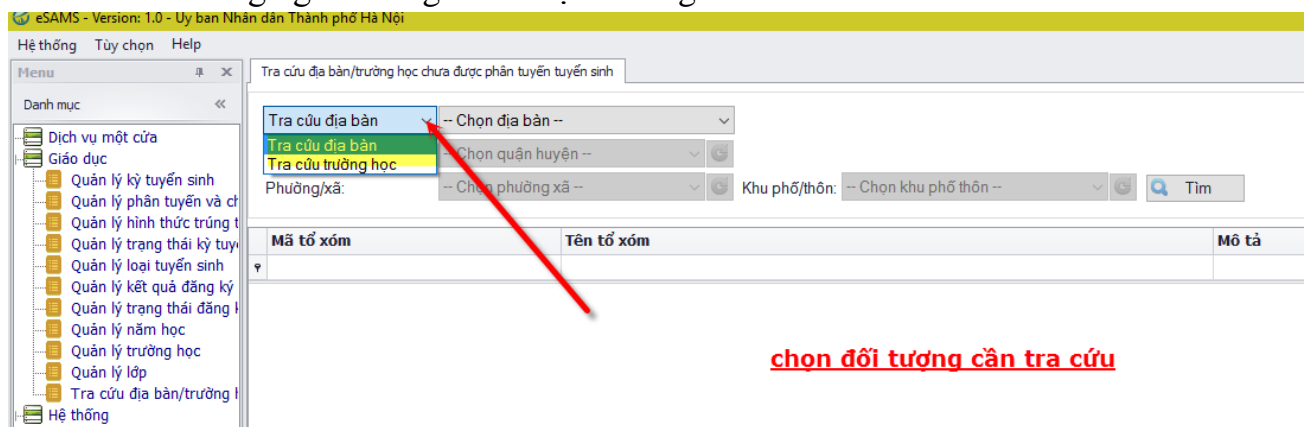 eSAMS - Version: 1.0 - Uy ban Nhân dân Thành phố Hà Nội
Hệ thống Tùy chọn Help
Menu
Tra cứu địa bàn/trường học chưa được phân tuyến tuyển sinh
Danh mục
Tra cứu địa bàn
-- Chọn địa bàn --
Dịch vụ một cửa
Tra cứu địa bàn
-- Chọn quận huyện --
Giáo dục
Tra cứu trường học
Quản lý kỳ tuyển sinh
Phường/xã:
-- Chọn phường xã --
Khu phố/thôn:
-- Chọn khu phố thôn --
Tìm
Quản lý phân tuyến và
Quản lý hình thức trúng
Quản lý trạng thái kỳ
Mã tổ xóm
Tên tổ xóm
Mô tả
Quản lý loại tuyển sinh
Quản lý kết quả đăng ký
Quản lý trạng thái đăng
Quản lý năm học
Quản lý trường học
chọn đối tượng cần tra cứu
Quản lý lớp
Tra cứu địa bàn/trường
Hệ thống